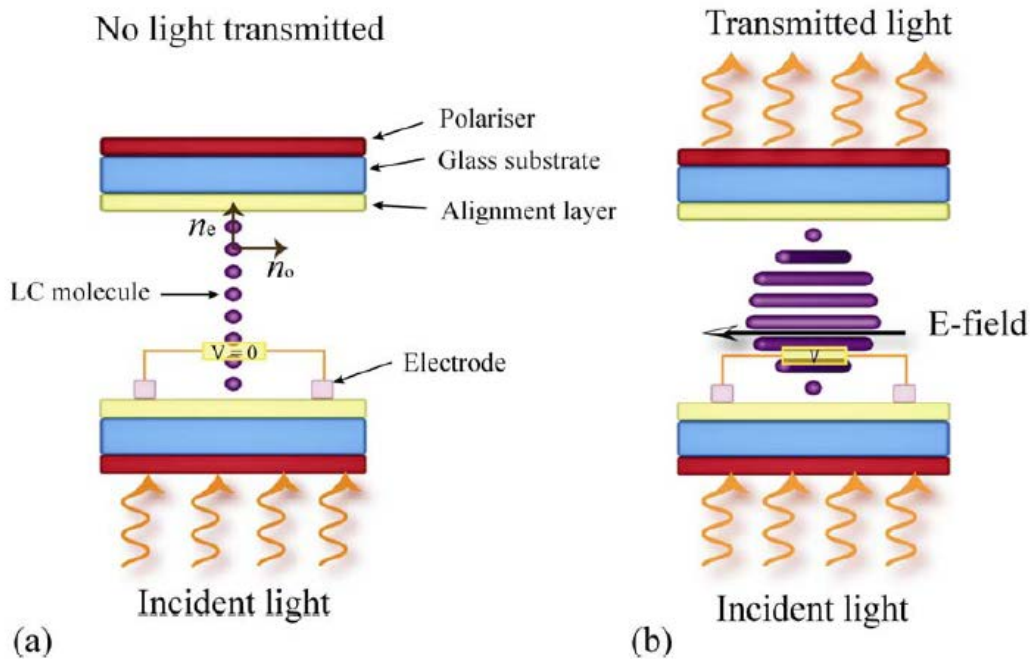 No light transmitted
Polariser
Glass substrate
Alignment layer
nₑ
nₒ
LC molecule
V = 0
Electrode
Incident light
(a)
Transmitted light
E-field
V
Incident light
(b)